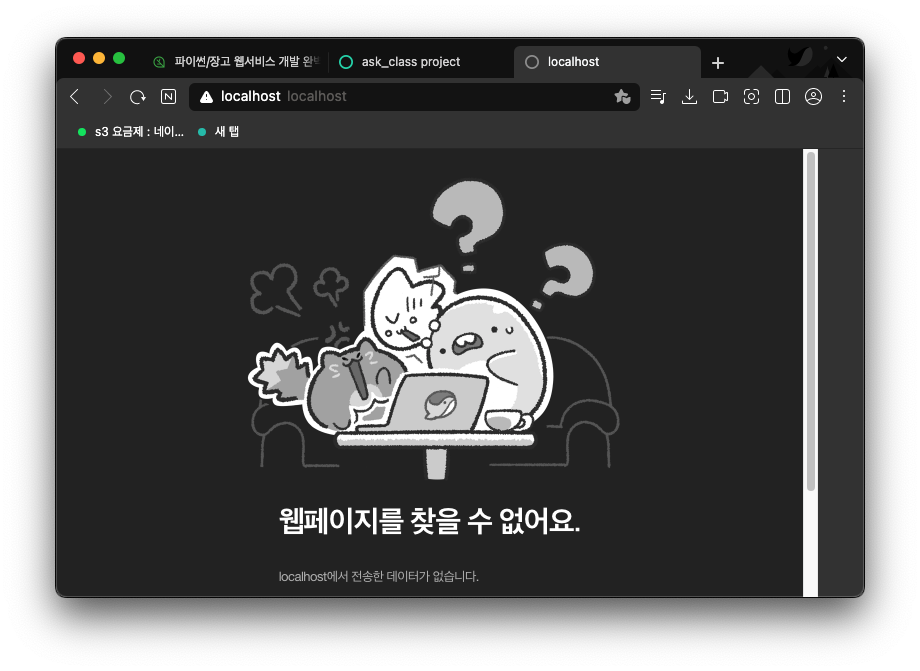 파이썬/장고 웹서비스 개발 완벽
ask_class project
localhost
N
localhost localhost
s3 요금제 : 네이...
새 탭
? ?
웹페이지를 찾을 수 없어요.
localhost에서 전송한 데이터가 없습니다.